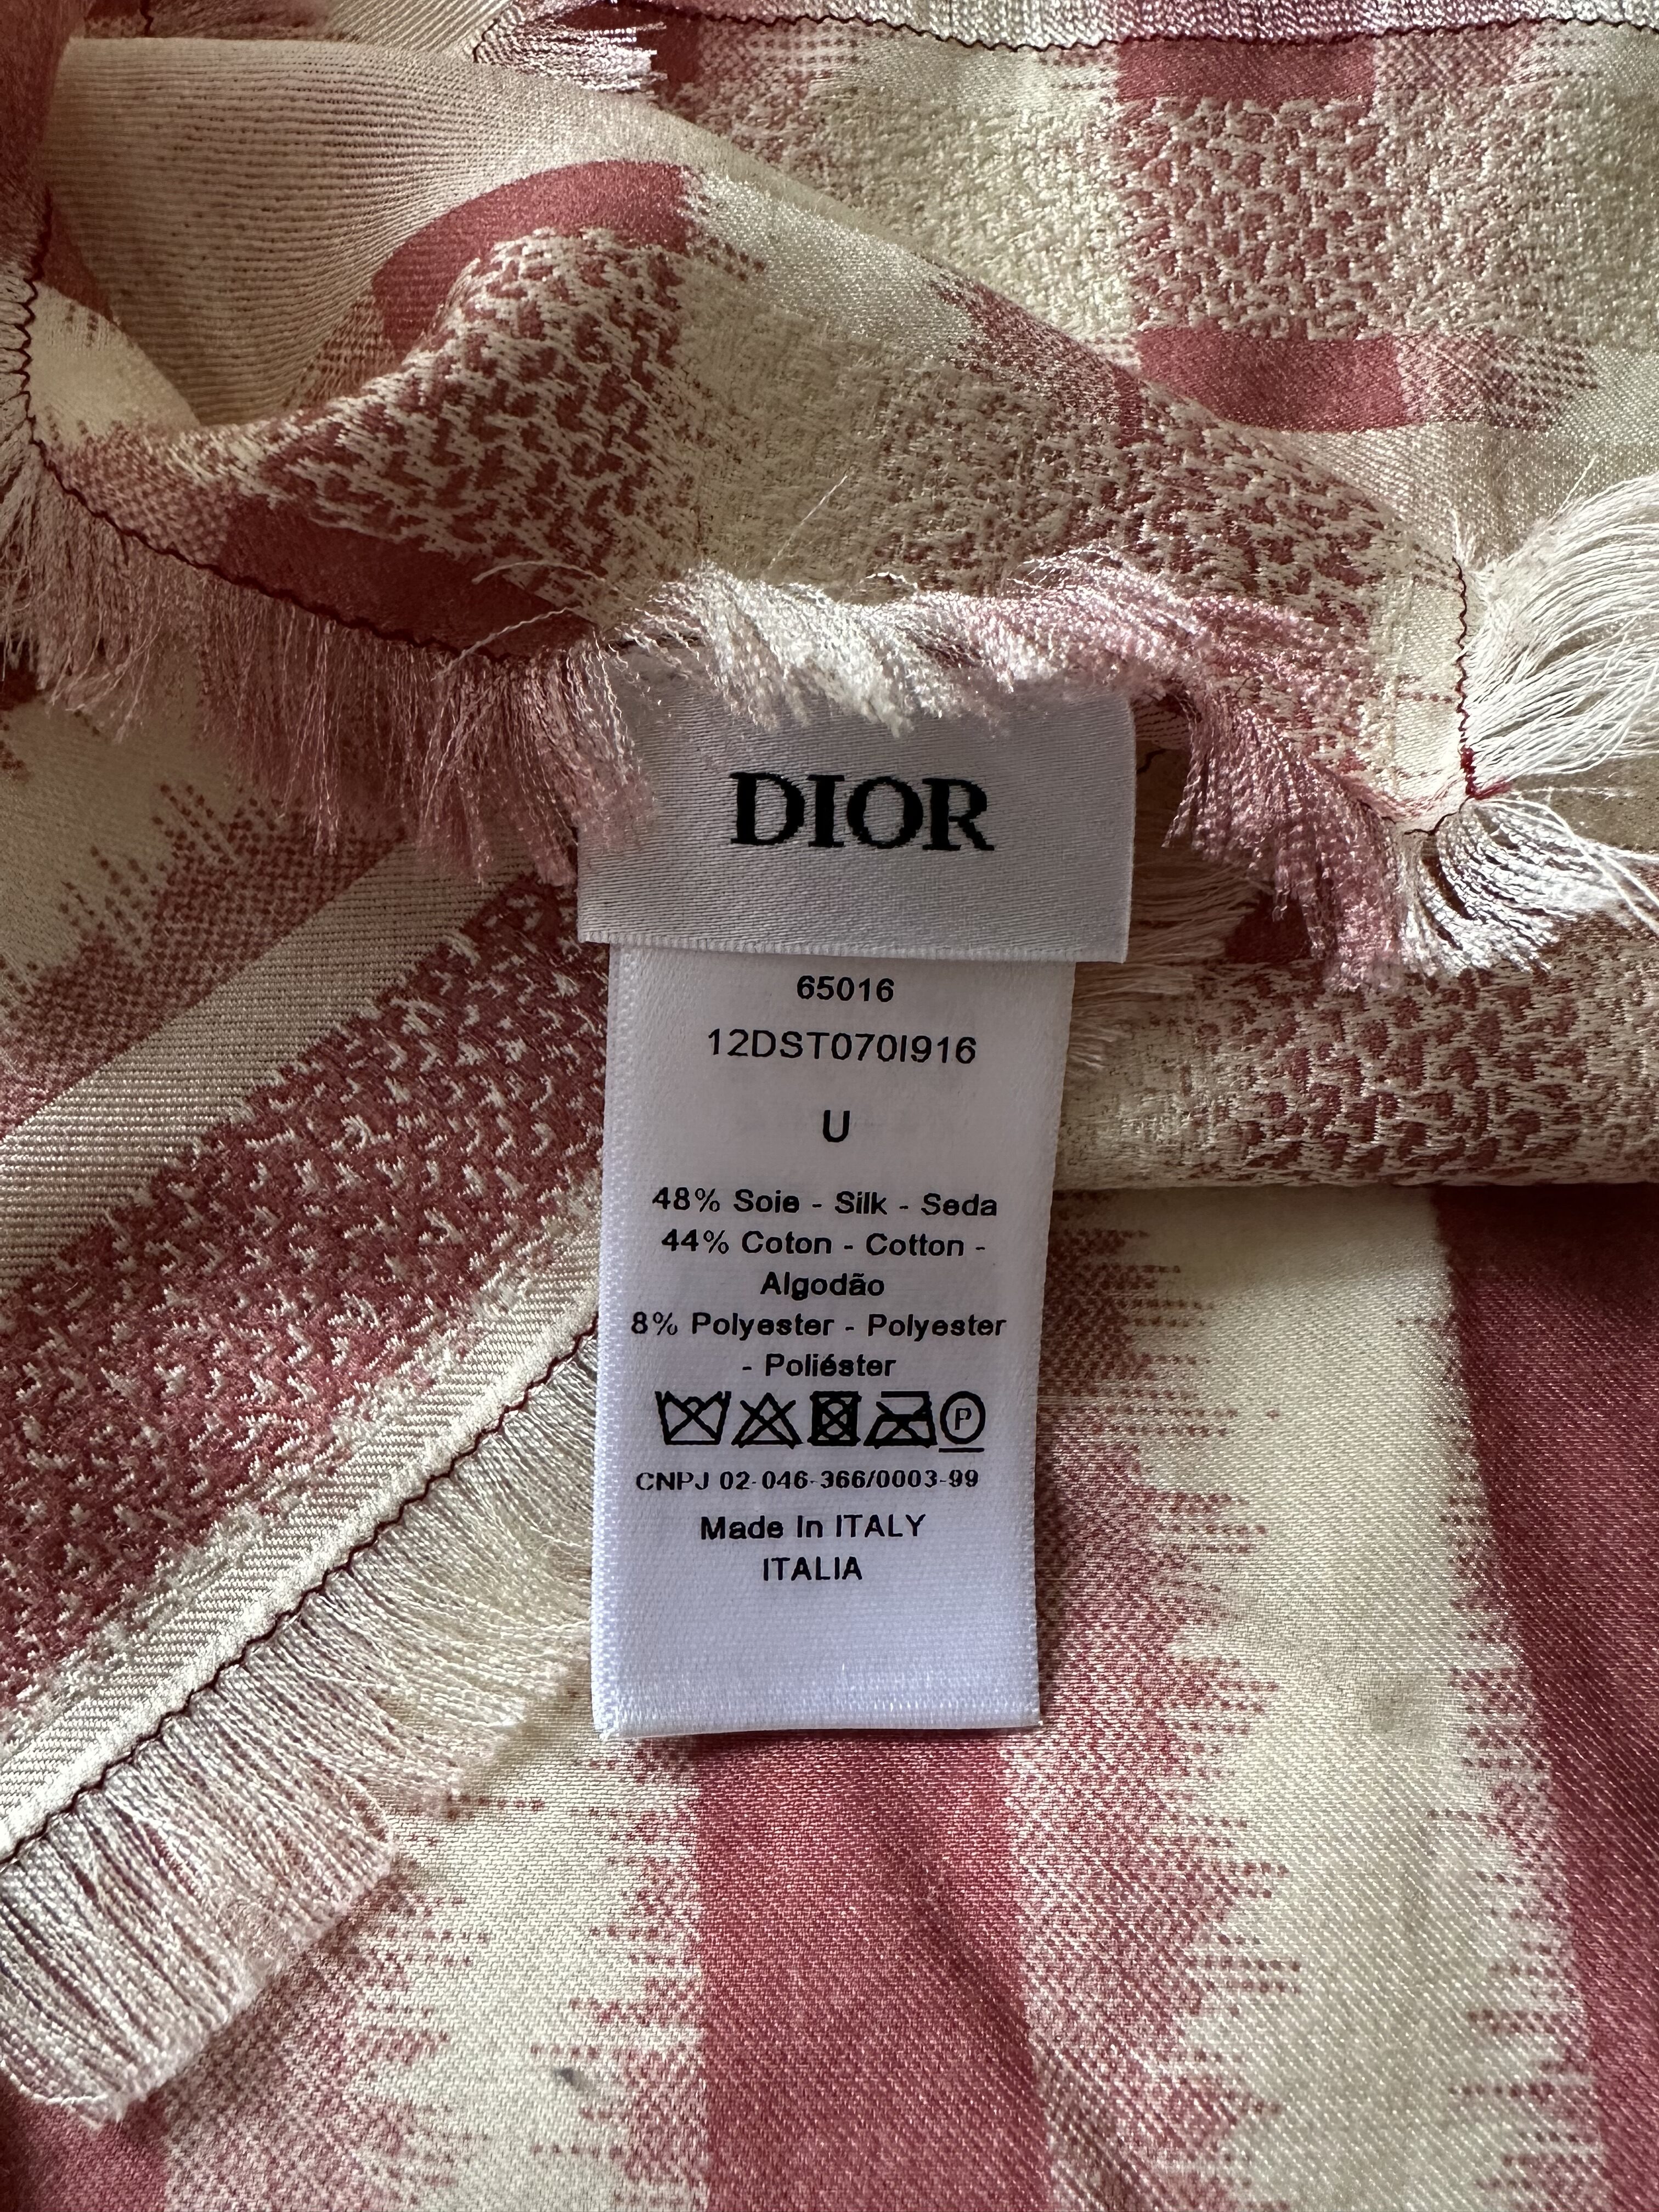 DIOR
65016
12DST070I916
U
48% Soie - Silk - Seda
44% Coton - Cotton -
Algodão
8% Polyester - Polyester
- Poliéster
P
CNPJ 02-046-366/0003-99
Made In ITALY
ITALIA